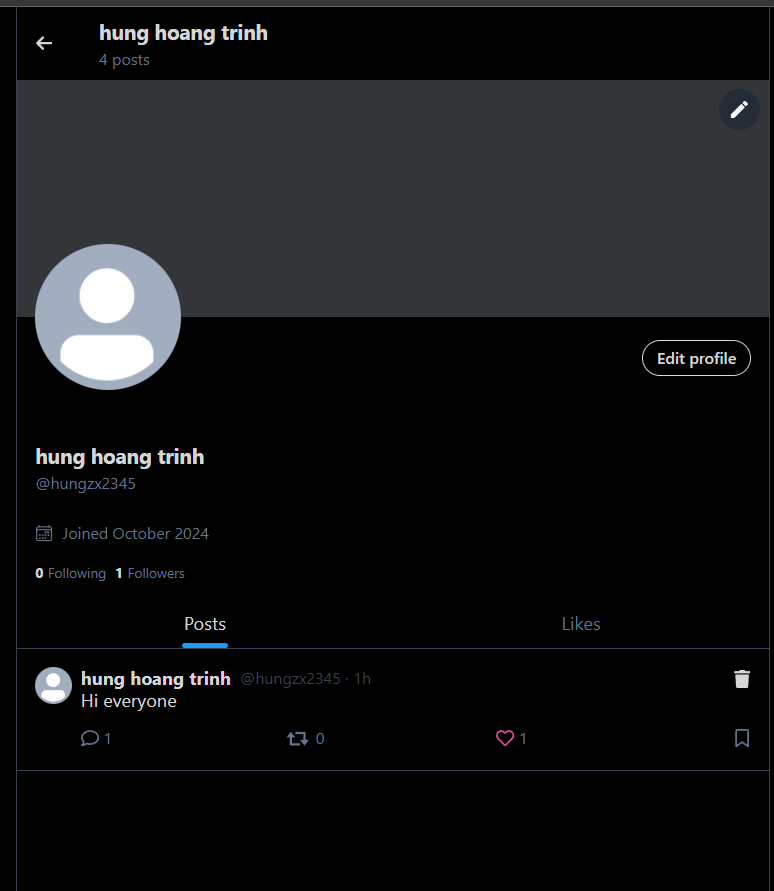 hung hoang trinh
4 posts
Edit profile
hung hoang trinh
@hungzx2345
Joined October 2024
0 Following 1 Followers
Posts Likes
hung hoang trinh @hungzx2345 · 1h
Hi everyone
1 0 1